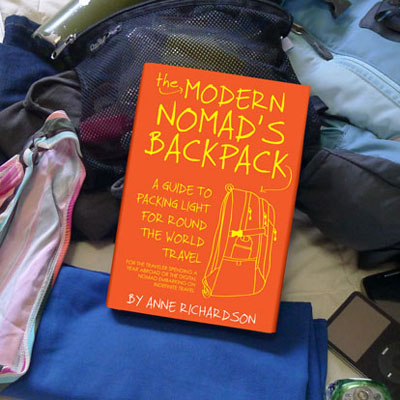 the MODERN
NOMAD'S
BACKPACK
A GUIDE TO
PACKING LIGHT
FOR ROUND
THE WORLD
TRAVEL
FOR THE TRAVELER SPENDING A
YEAR ABROAD OR THE DIGITAL
NOMAD EMBARKING ON
INDEFINITE TRAVEL
BY ANNE RICHARDSON